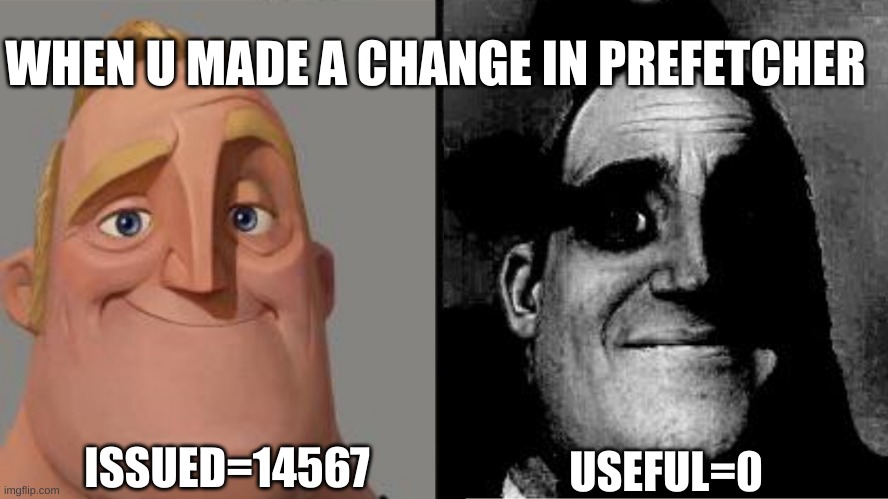 WHEN U MADE A CHANGE IN PREFETCHER
ISSUED=14567
USEFUL=0
imgflip.com